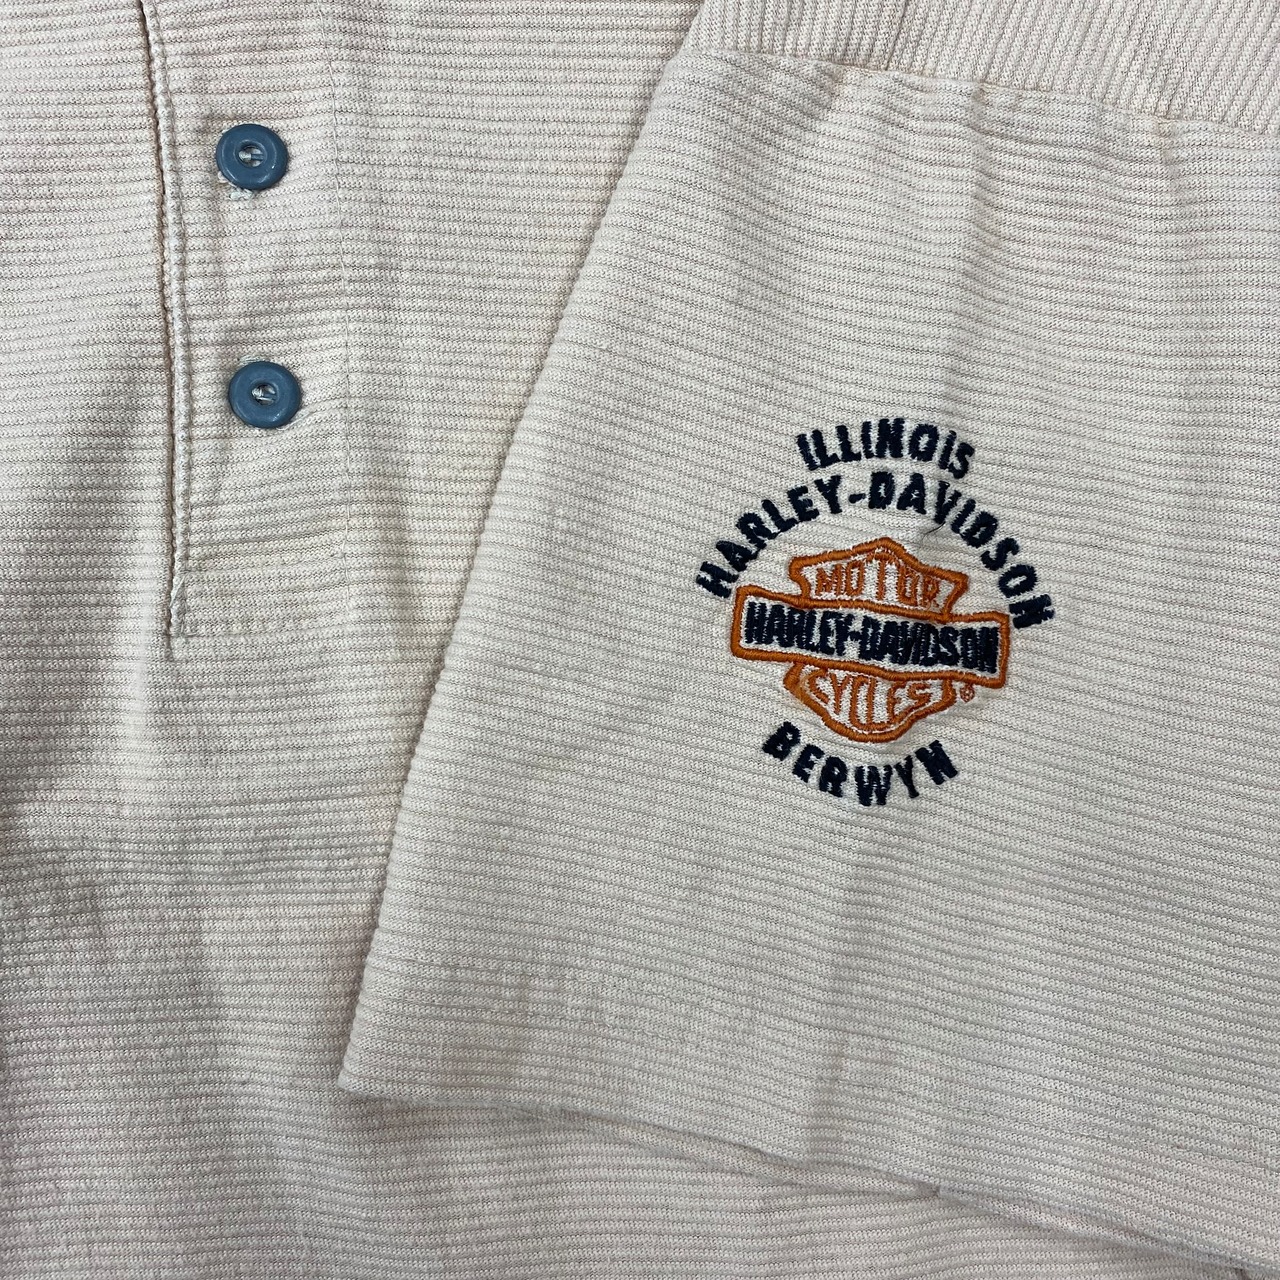 ILLINOIS
HARLEY-DAVIDSON
MOTOR
HARLEY-DAVIDSON
CYCLES ®
BERWYN